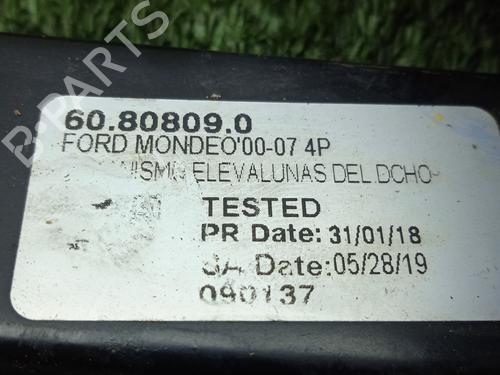 B-PARTS
60.80809.0
FORD MONDEO'00-07 4P
ELEVALUNAS DEL DCHO
TESTED
PR Date: 31/01/18
Date: 05/28/19
090137